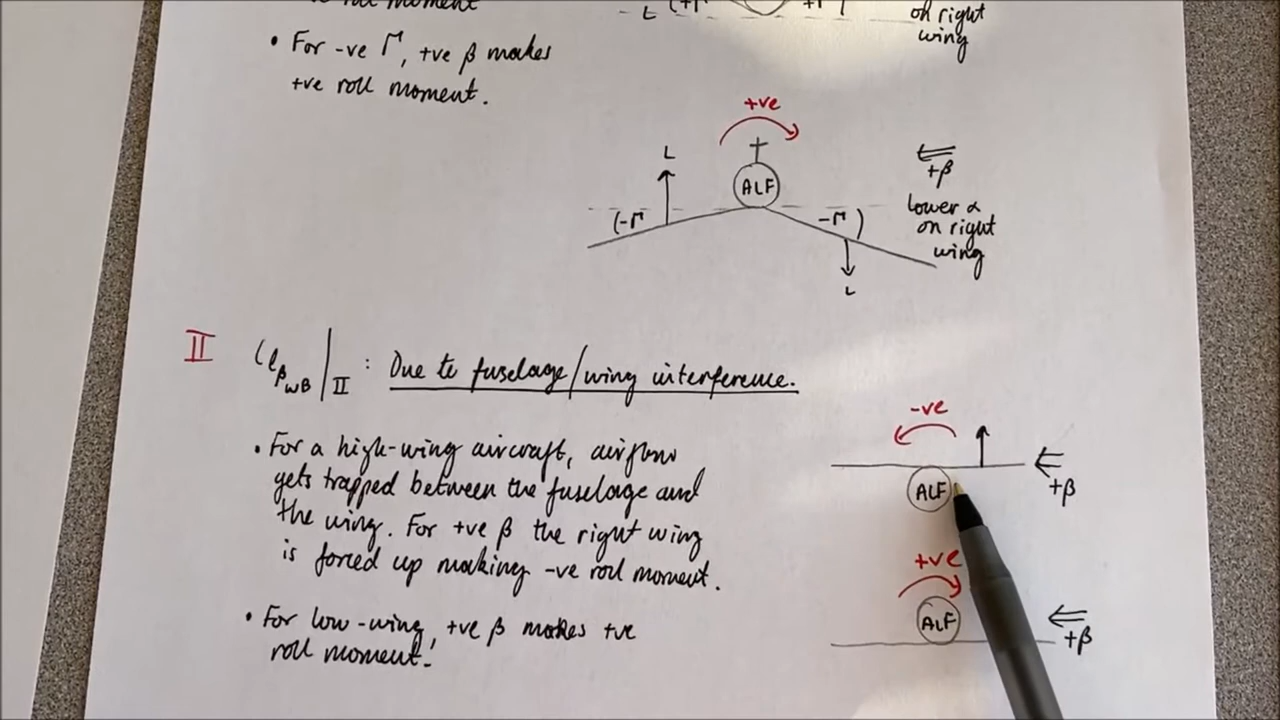 L (+Γ +Γ )
on right
wing
• For -ve Γ, +ve β makes
+ve roll moment.
+ve
L
ALF
+β
(-Γ
-Γ )
lower α
on right
wing
L
II Clβ WB | II : Due to fuselage/wing interference.
• For a high-wing aircraft, airflow
gets trapped between the fuselage and
the wing. For +ve β the right wing
is forced up making -ve roll moment.
-ve
ALF
+β
• For low-wing, +ve β makes +ve
roll moment.
+ve
ALF
+β